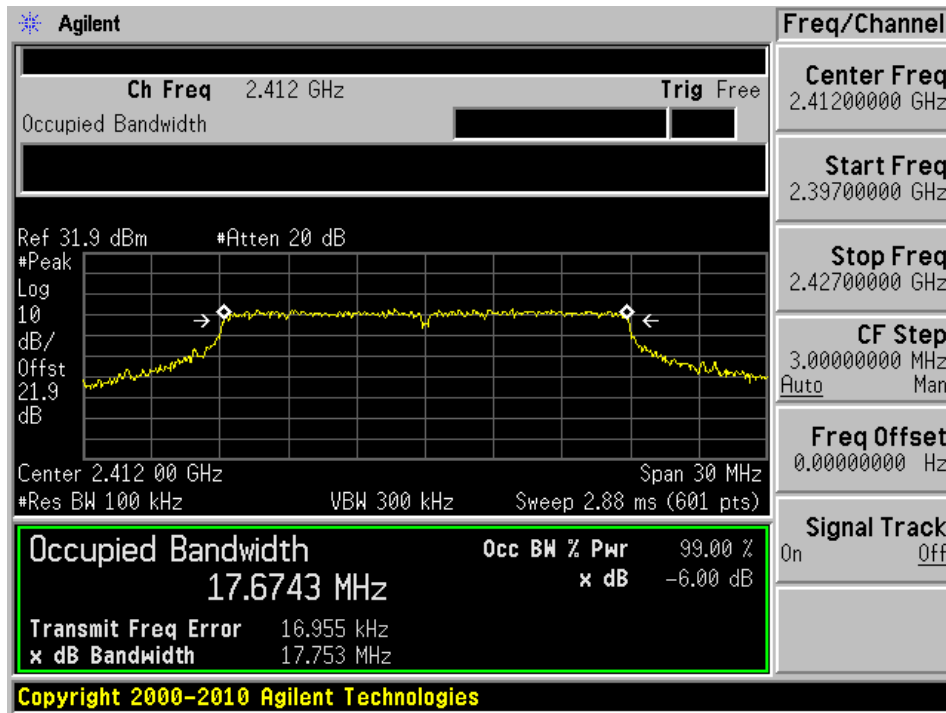 Agilent
Freq/Channel
Ch Freq 2.412 GHz Trig Free
Occupied Bandwidth
Center Freq
2.41200000 GHz
Start Freq
2.39700000 GHz
Stop Freq
2.42700000 GHz
CF Step
3.00000000 MHz
Auto Man
Freq Offset
0.00000000 Hz
Signal Track
On Off
Ref 31.9 dBm #Atten 20 dB
#Peak
Log
10
dB/
Offst
21.9
dB
Center 2.412 00 GHz Span 30 MHz
#Res BW 100 kHz VBW 300 kHz Sweep 2.88 ms (601 pts)
Occupied Bandwidth Occ BW % Pwr 99.00 %
17.6743 MHz x dB -6.00 dB
Transmit Freq Error 16.955 kHz
x dB Bandwidth 17.753 MHz
Copyright 2000-2010 Agilent Technologies